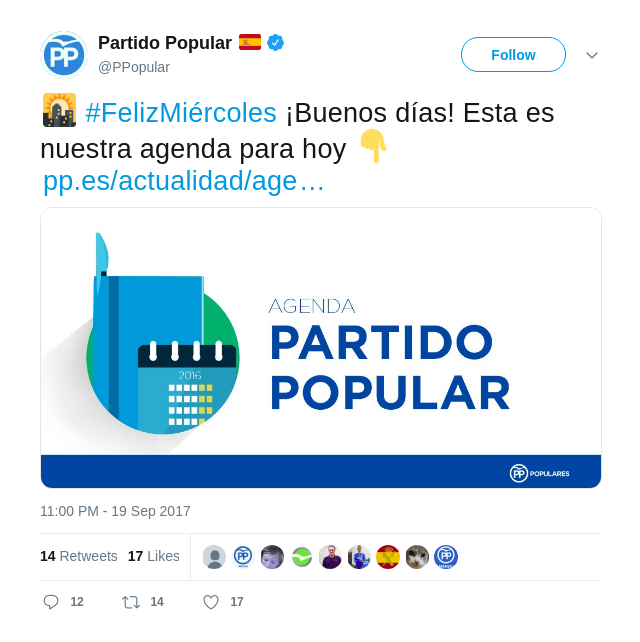 Partido Popular
@PPopular
Follow
#FelizMiércoles ¡Buenos días! Esta es
nuestra agenda para hoy
pp.es/actualidad/age…
2016
AGENDA
PARTIDO
POPULAR
PP POPULARES
11:00 PM - 19 Sep 2017
14 Retweets 17 Likes
12 14 17